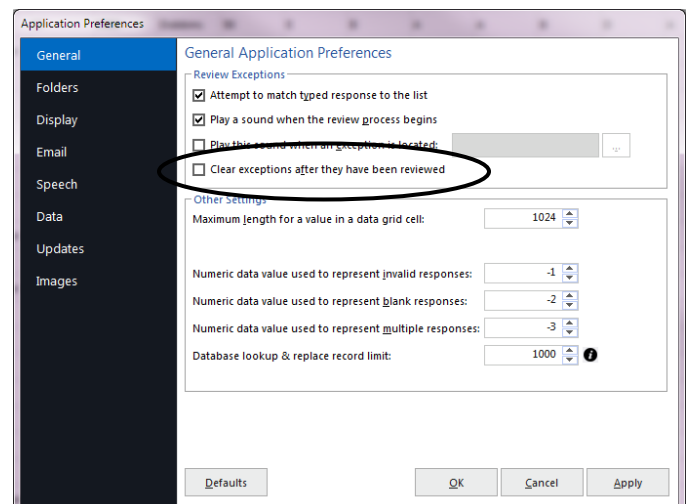 Application Preferences
General
Folders
Display
Email
Speech
Data
Updates
Images
General Application Preferences
Review Exceptions
Attempt to match typed response to the list
Play a sound when the review process begins
Play this sound when an exception is located:
...
Clear exceptions after they have been reviewed
Other Settings
Maximum length for a value in a data grid cell: 1024
Numeric data value used to represent invalid responses: -1
Numeric data value used to represent blank responses: -2
Numeric data value used to represent multiple responses: -3
Database lookup & replace record limit: 1000
Defaults OK Cancel Apply